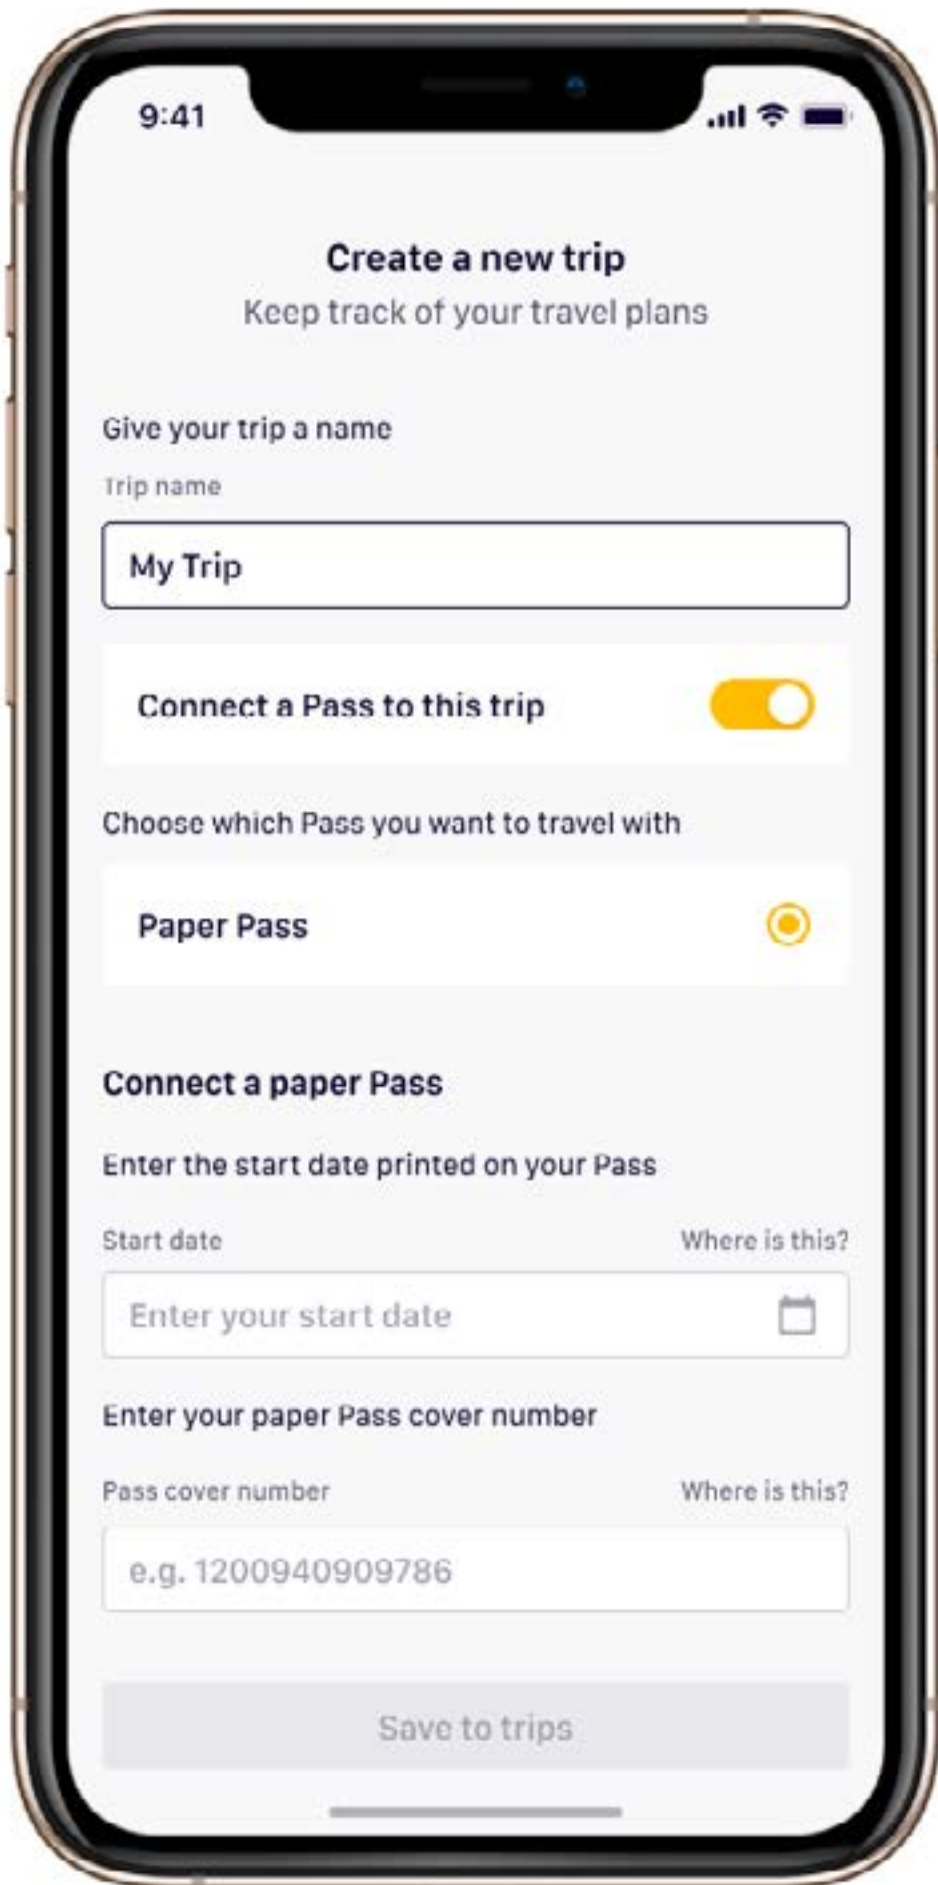 9:41
Create a new trip
Keep track of your travel plans
Give your trip a name
Trip name
My Trip
Connect a Pass to this trip
Choose which Pass you want to travel with
Paper Pass
Connect a paper Pass
Enter the start date printed on your Pass
Start date Where is this?
Enter your start date
Enter your paper Pass cover number
Pass cover number Where is this?
e.g. 1200940909786
Save to trips